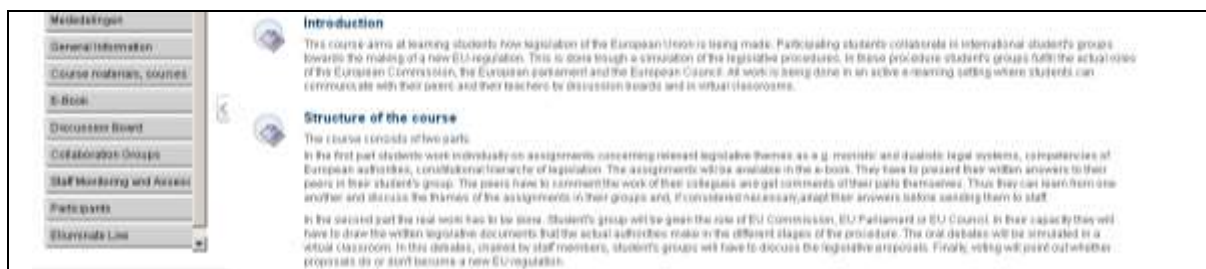 Mededelingen
General Information
Course materials, sources
E-Book
Discussion Board
Collaboration Groups
Staff Monitoring and Assess
Participants
Elluminate Live
Introduction
This course aims at learning students how legislation of the European Union is being made. Participating students collaborate in international student's groups
towards the making of a new EU-regulation. This is done trough a simulation of the legislative procedures. In these procedure student's groups fulfil the actual roles
of the European Commission, the European parliament and the European Council. All work is being done in an active e-learning setting where students can
communicate with their peers and their teachers by discussion boards and in virtual classrooms.
Structure of the course
The course consists of two parts.
In the first part students work individually on assignments concerning relevant legislative themes as e.g. monistic and dualistic legal systems, competencies of
European authorities, constitutional hierarchy of legislation. The assignments will be available in the e-book. They have to present their written answers to their
peers in their student's group. The peers have to comment the work of their collegues and get comments of their on themselves. Thus they can learn from one
another and discuss the themes of the assignments in their groups and, if considered necessary, adapt their answers before sending them to staff.
In the second part the real work has to be done. Student's group will be given the role of EU Commission, EU Parliament or EU Council. In their capacity they will
have to draw the written legislative documents that the actual authorities make in the different stages of the procedure. The oral debates will be simulated in a
virtual classroom. In this debates, chaired by staff members, student's groups will have to discuss the legislative proposals. Finally, voting will point out whether
proposals do or don't become a new EU-regulation.